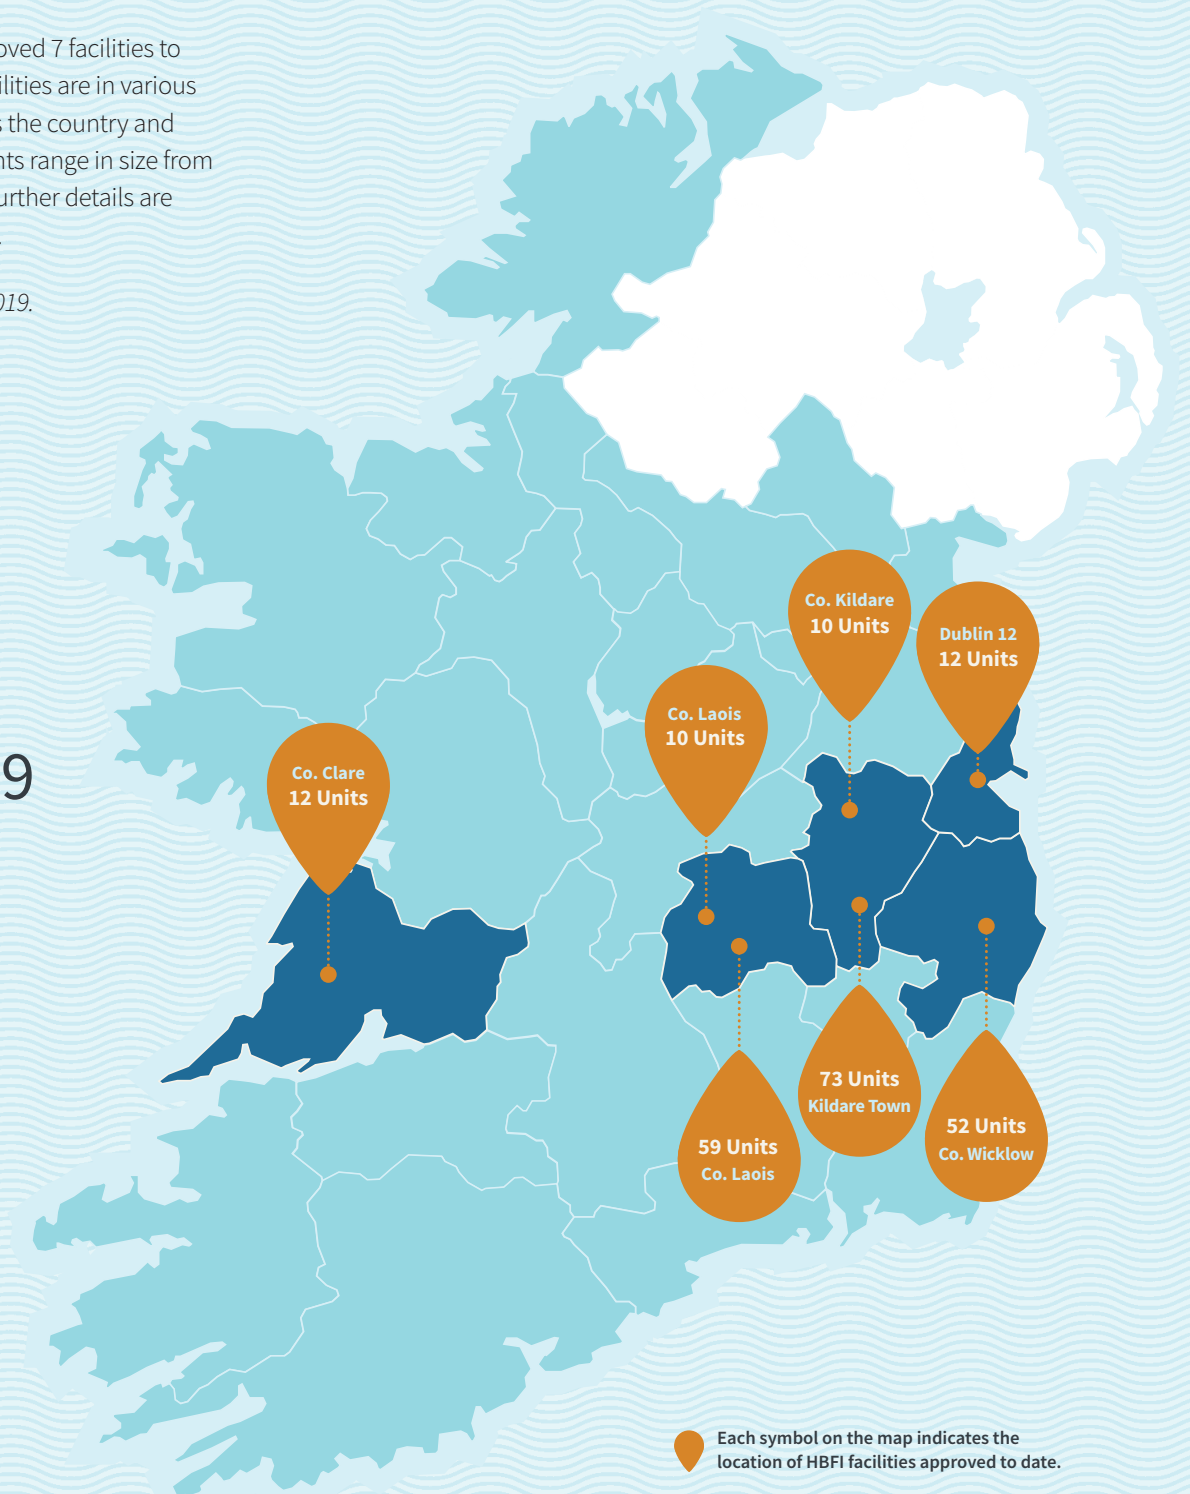 oved 7 facilities to
ilities are in various
s the country and
nts range in size from
urther details are
.
019.
9
Co. Kildare
10 Units
Dublin 12
12 Units
Co. Laois
10 Units
Co. Clare
12 Units
73 Units
Kildare Town
52 Units
Co. Wicklow
59 Units
Co. Laois
Each symbol on the map indicates the
location of HBFI facilities approved to date.